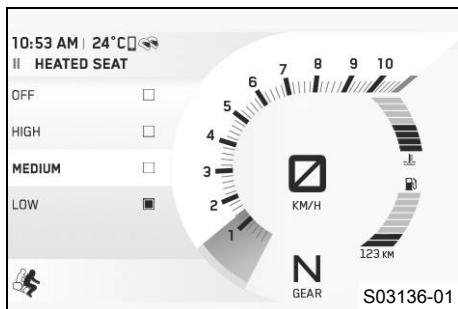 10:53 AM | 24°C
HEATED SEAT
OFF
HIGH
MEDIUM
LOW
1
2
3
4
5
6
7
8
9
10
0
KM/H
N
GEAR
123 KM
S03136-01